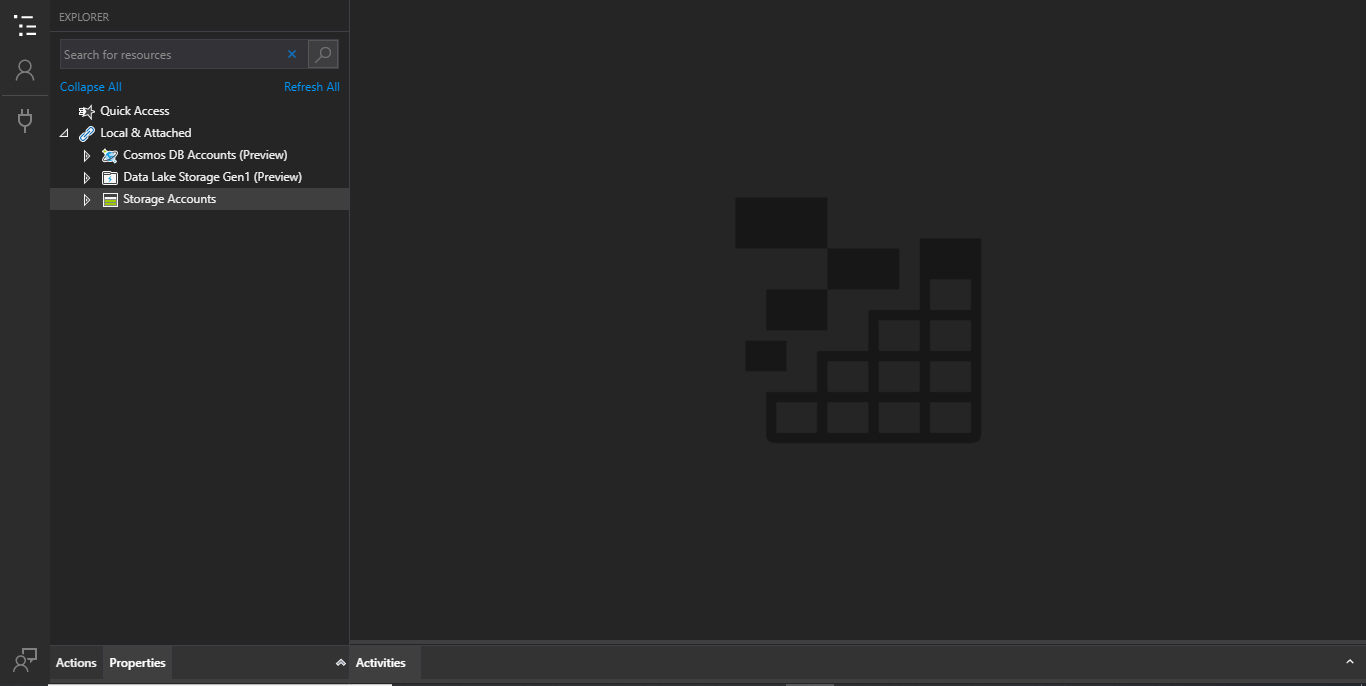 EXPLORER
Search for resources
Collapse All Refresh All
Quick Access
Local & Attached
Cosmos DB Accounts (Preview)
Data Lake Storage Gen1 (Preview)
Storage Accounts
Actions Properties Activities